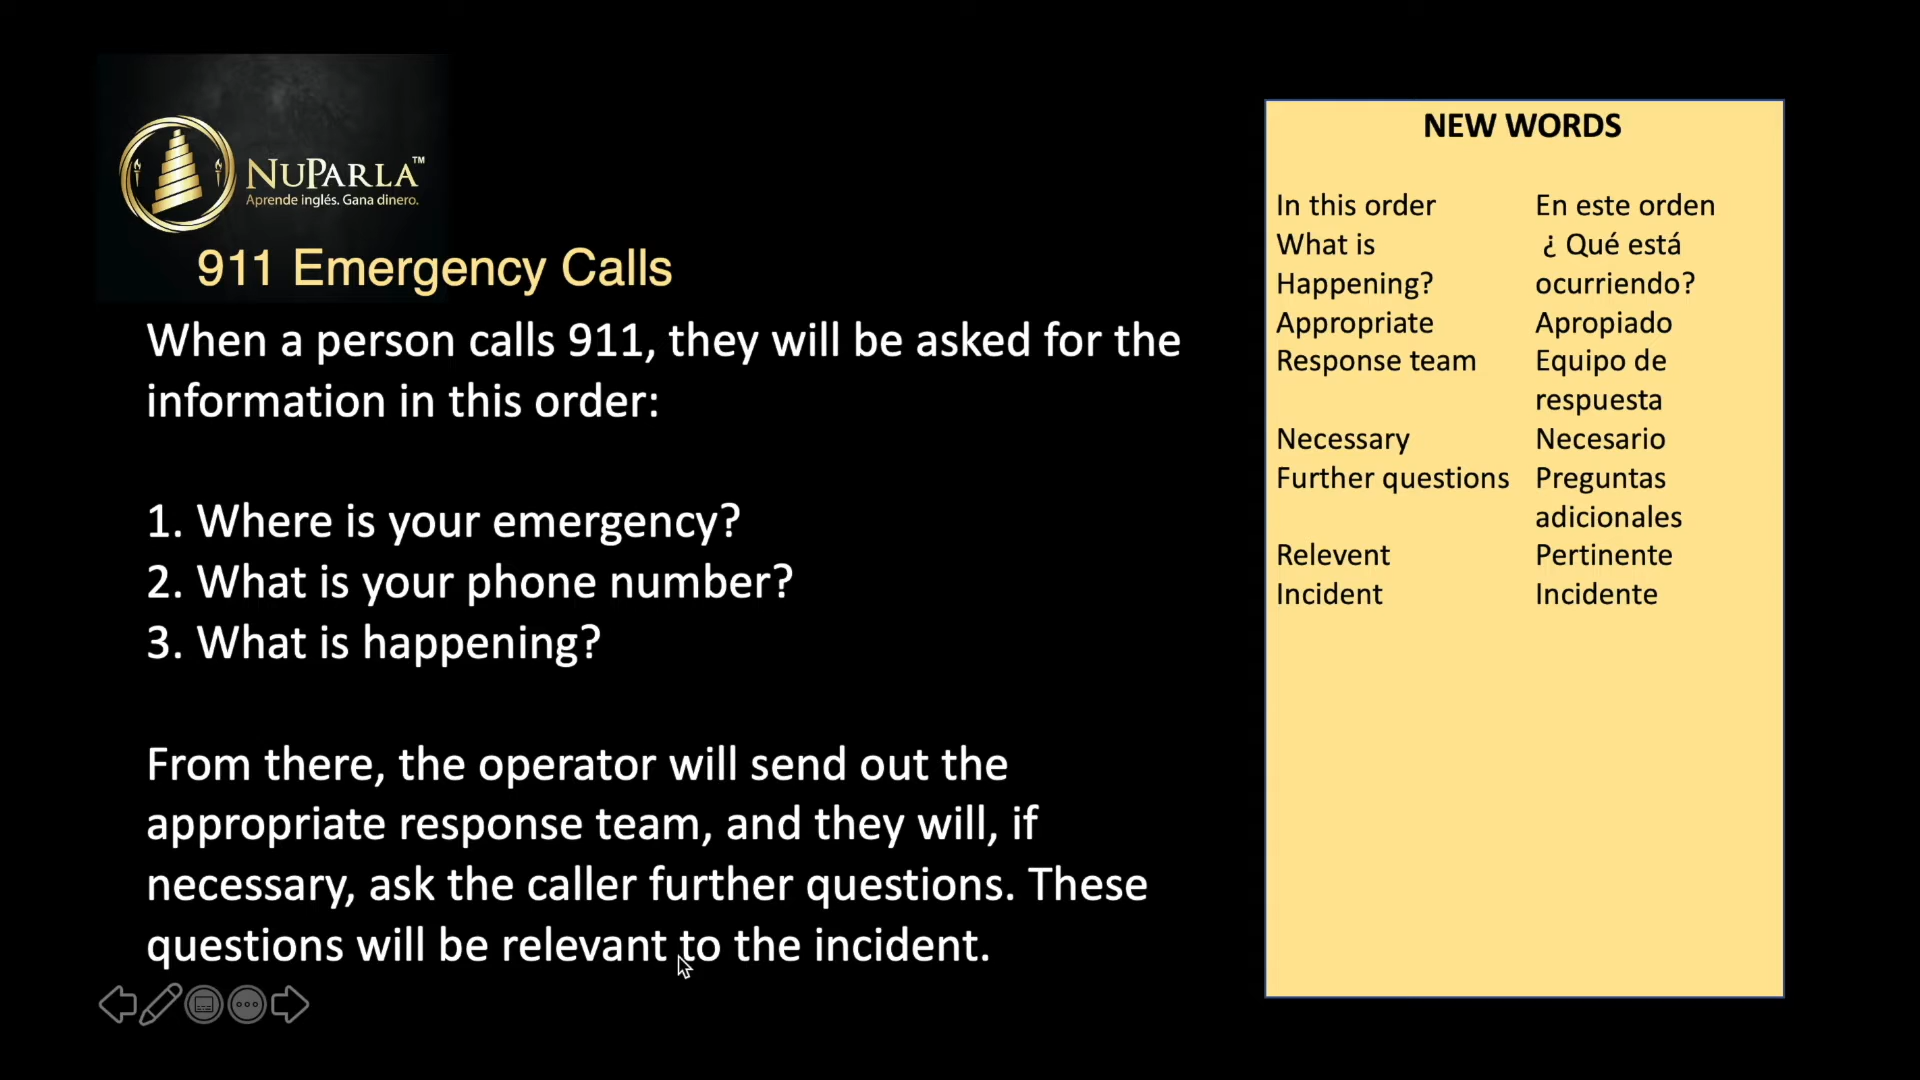 NUPARLA™
Aprende inglés. Gana dinero.
911 Emergency Calls
When a person calls 911, they will be asked for the
information in this order:
1. Where is your emergency?
2. What is your phone number?
3. What is happening?
From there, the operator will send out the
appropriate response team, and they will, if
necessary, ask the caller further questions. These
questions will be relevant to the incident.
NEW WORDS
In this order En este orden
What is ¿ Qué está
Happening? ocurriendo?
Appropriate Apropiado
Response team Equipo de
respuesta
Necessary Necesario
Further questions Preguntas
adicionales
Relevent Pertinente
Incident Incidente